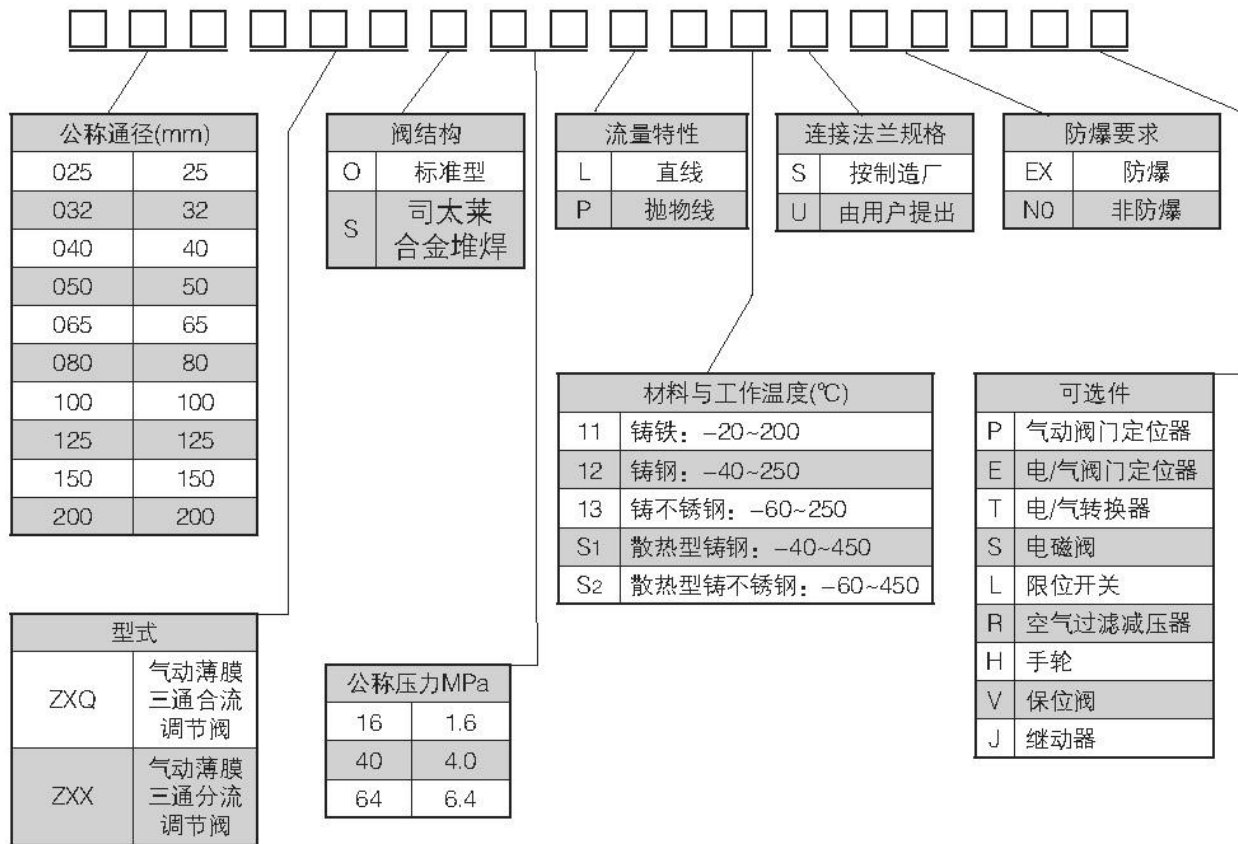 公称通径(mm)
025 25
032 32
040 40
050 50
065 65
080 80
100 100
125 125
150 150
200 200
阀结构
O 标准型
S 司太莱
合金堆焊
流量特性
L 直线
P 抛物线
连接法兰规格
S 按制造厂
U 由用户提出
防爆要求
EX 防爆
N0 非防爆
材料与工作温度(℃)
11 铸铁：-20~200
12 铸钢：-40~250
13 铸不锈钢：-60~250
S1 散热型铸钢：-40~450
S2 散热型铸不锈钢：-60~450
可选件
P 气动阀门定位器
E 电/气阀门定位器
T 电/气转换器
S 电磁阀
L 限位开关
R 空气过滤减压器
H 手轮
V 保位阀
J 继动器
型式
ZXQ 气动薄膜
三通合流
调节阀
ZXX 气动薄膜
三通分流
调节阀
公称压力MPa
16 1.6
40 4.0
64 6.4